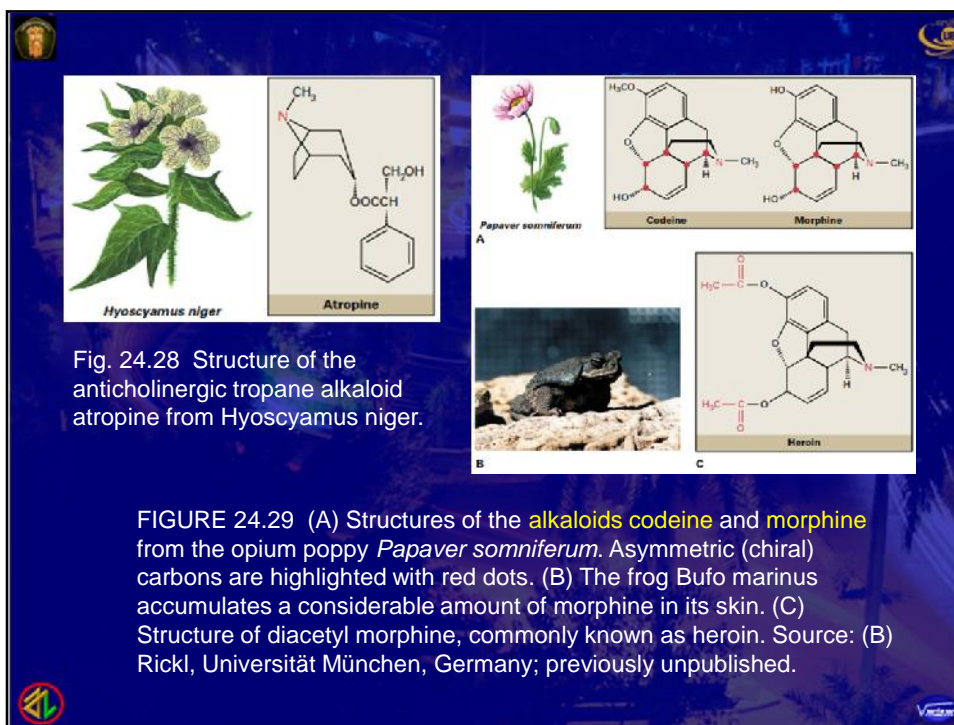 CH₃
N
CH₂OH
OOCCH
Hyoscyamus niger
Atropine
Fig. 24.28 Structure of the
anticholinergic tropane alkaloid
atropine from Hyoscyamus niger.
Papaver somniferum
A
H₃CO
O
N—CH₃
H
HO
Codeine
HO
O
N—CH₃
H
HO
Morphine
B
O
H₃C—C—O
O
N—CH₃
H
H₃C—C—O
O
Heroin
C
FIGURE 24.29 (A) Structures of the alkaloids codeine and morphine
from the opium poppy Papaver somniferum. Asymmetric (chiral)
carbons are highlighted with red dots. (B) The frog Bufo marinus
accumulates a considerable amount of morphine in its skin. (C)
Structure of diacetyl morphine, commonly known as heroin. Source: (B)
Rickl, Universität München, Germany; previously unpublished.